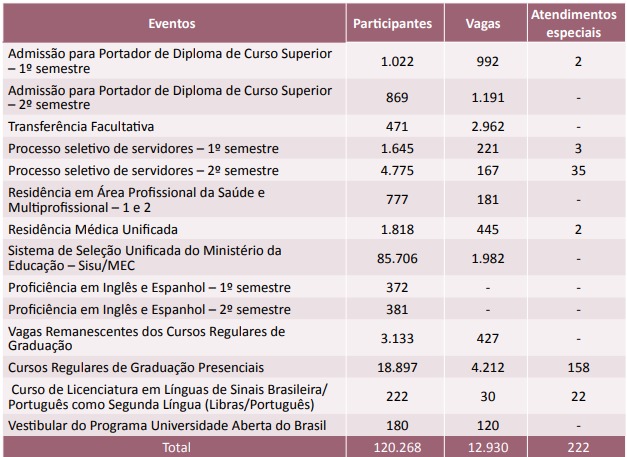 Eventos Participantes Vagas Atendimentos especiais
Admissão para Portador de Diploma de Curso Superior
– 1º semestre 1.022 992 2
Admissão para Portador de Diploma de Curso Superior
– 2º semestre 869 1.191 -
Transferência Facultativa 471 2.962 -
Processo seletivo de servidores – 1º semestre 1.645 221 3
Processo seletivo de servidores – 2º semestre 4.775 167 35
Residência em Área Profissional da Saúde e
Multiprofissional – 1 e 2 777 181 -
Residência Médica Unificada 1.818 445 2
Sistema de Seleção Unificada do Ministério da
Educação – Sisu/MEC 85.706 1.982 -
Proficiência em Inglês e Espanhol – 1º semestre 372 - -
Proficiência em Inglês e Espanhol – 2º semestre 381 - -
Vagas Remanescentes dos Cursos Regulares de
Graduação 3.133 427 -
Cursos Regulares de Graduação Presenciais 18.897 4.212 158
Curso de Licenciatura em Línguas de Sinais Brasileira/
Português como Segunda Língua (Libras/Português) 222 30 22
Vestibular do Programa Universidade Aberta do Brasil 180 120 -
Total 120.268 12.930 222